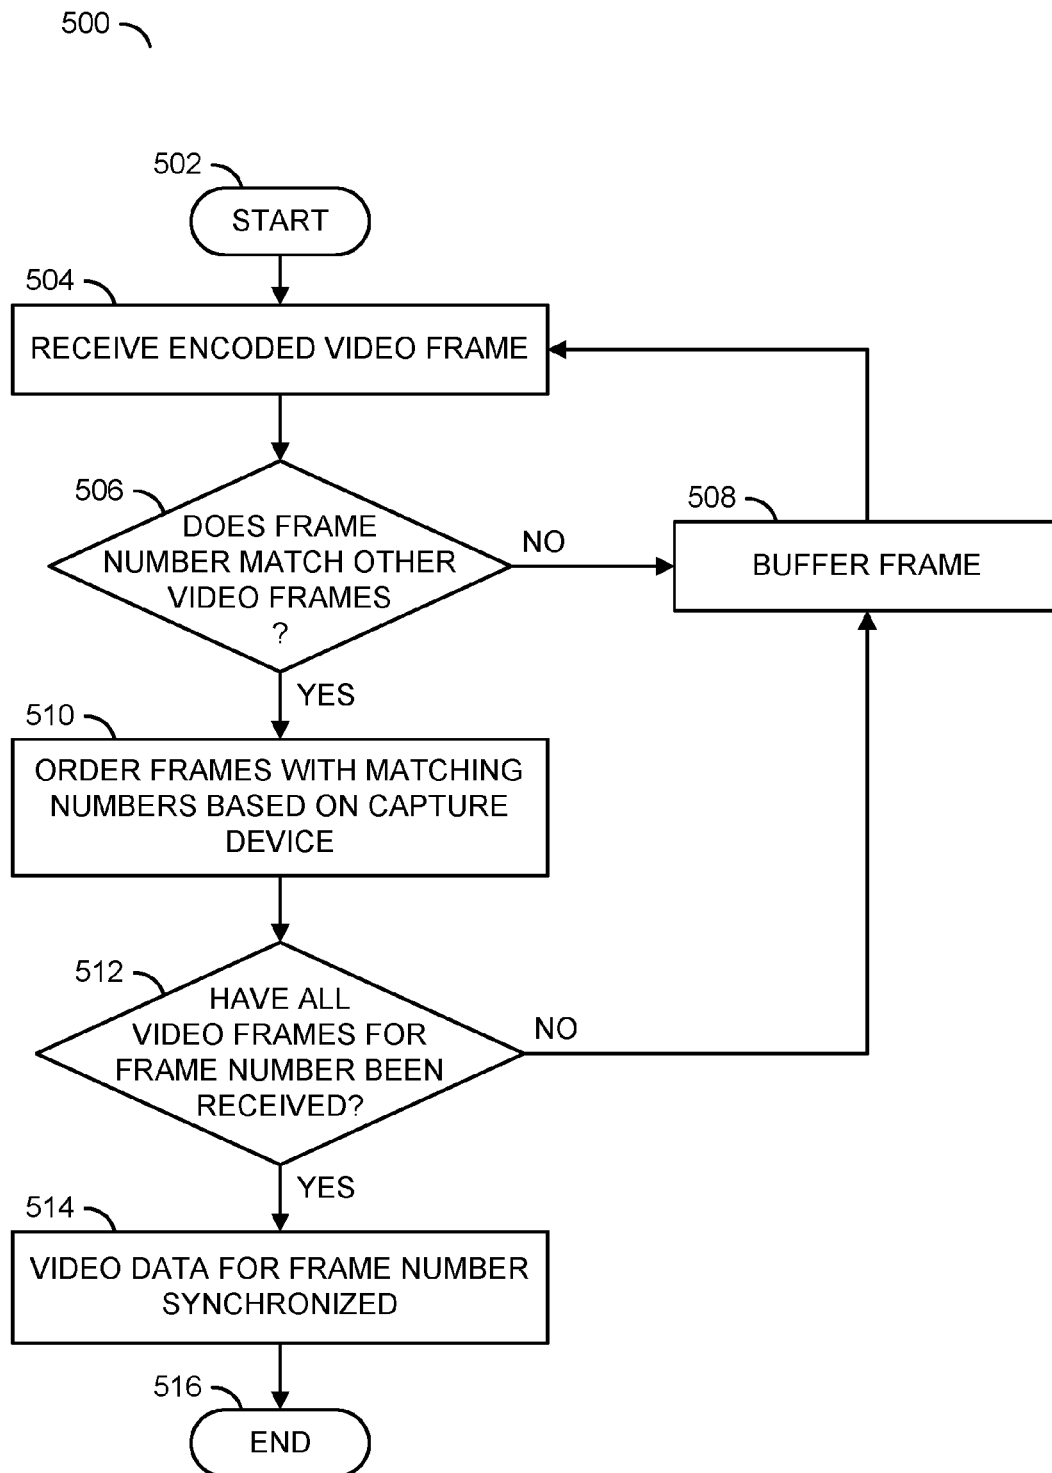 500
502
START
504
RECEIVE ENCODED VIDEO FRAME
506
DOES FRAME
NUMBER MATCH OTHER
VIDEO FRAMES
?
NO
508
BUFFER FRAME
YES
510
ORDER FRAMES WITH MATCHING
NUMBERS BASED ON CAPTURE
DEVICE
512
HAVE ALL
VIDEO FRAMES FOR
FRAME NUMBER BEEN
RECEIVED?
NO
YES
514
VIDEO DATA FOR FRAME NUMBER
SYNCHRONIZED
516
END